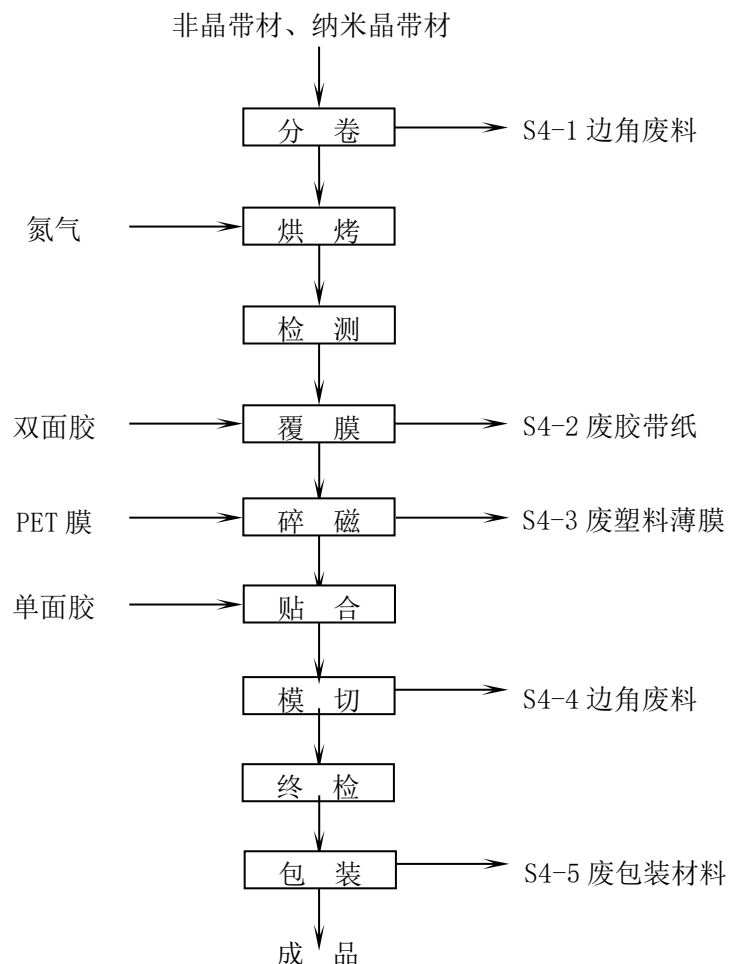 非晶带材、纳米晶带材
分 卷
S4-1 边角废料
氮气
烘 烤
检 测
双面胶
覆 膜
S4-2 废胶带纸
PET 膜
碎 磁
S4-3 废塑料薄膜
单面胶
贴 合
模 切
S4-4 边角废料
终 检
包 装
S4-5 废包装材料
成 品